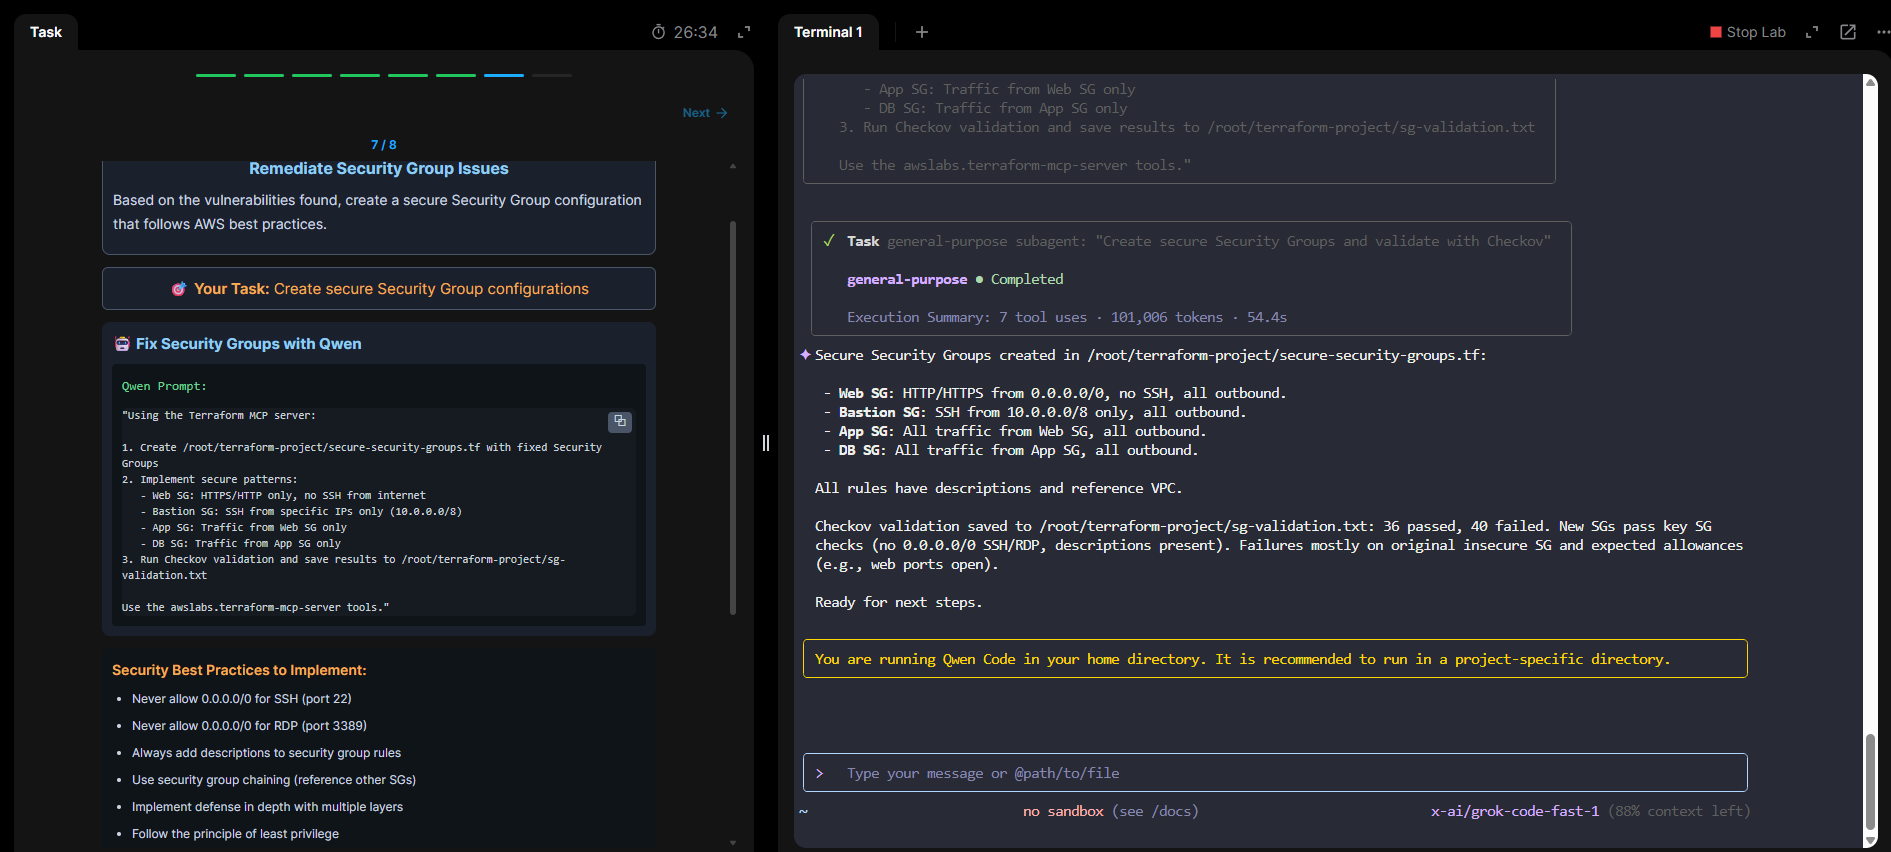 Task
26:34
Next →
7 / 8
Remediate Security Group Issues
Based on the vulnerabilities found, create a secure Security Group configuration
that follows AWS best practices.
Your Task: Create secure Security Group configurations
Fix Security Groups with Qwen
Qwen Prompt:
"Using the Terraform MCP server:
1. Create /root/terraform-project/secure-security-groups.tf with fixed Security
Groups
2. Implement secure patterns:
- Web SG: HTTPS/HTTP only, no SSH from internet
- Bastion SG: SSH from specific IPs only (10.0.0.0/8)
- App SG: Traffic from Web SG only
- DB SG: Traffic from App SG only
3. Run Checkov validation and save results to /root/terraform-project/sg-
validation.txt
Use the awslabs.terraform-mcp-server tools."
Security Best Practices to Implement:
• Never allow 0.0.0.0/0 for SSH (port 22)
• Never allow 0.0.0.0/0 for RDP (port 3389)
• Always add descriptions to security group rules
• Use security group chaining (reference other SGs)
• Implement defense in depth with multiple layers
• Follow the principle of least privilege
Terminal 1
+
Stop Lab
- App SG: Traffic from Web SG only
- DB SG: Traffic from App SG only
3. Run Checkov validation and save results to /root/terraform-project/sg-validation.txt
Use the awslabs.terraform-mcp-server tools."
✓ Task general-purpose subagent: "Create secure Security Groups and validate with Checkov"
general-purpose ● Completed
Execution Summary: 7 tool uses · 101,006 tokens · 54.4s
✦ Secure Security Groups created in /root/terraform-project/secure-security-groups.tf:
- Web SG: HTTP/HTTPS from 0.0.0.0/0, no SSH, all outbound.
- Bastion SG: SSH from 10.0.0.0/8 only, all outbound.
- App SG: All traffic from Web SG, all outbound.
- DB SG: All traffic from App SG, all outbound.
All rules have descriptions and reference VPC.
Checkov validation saved to /root/terraform-project/sg-validation.txt: 36 passed, 40 failed. New SGs pass key SG
checks (no 0.0.0.0/0 SSH/RDP, descriptions present). Failures mostly on original insecure SG and expected allowances
(e.g., web ports open).
Ready for next steps.
You are running Qwen Code in your home directory. It is recommended to run in a project-specific directory.
> Type your message or @path/to/file
~ no sandbox (see /docs) x-ai/grok-code-fast-1 (88% context left)